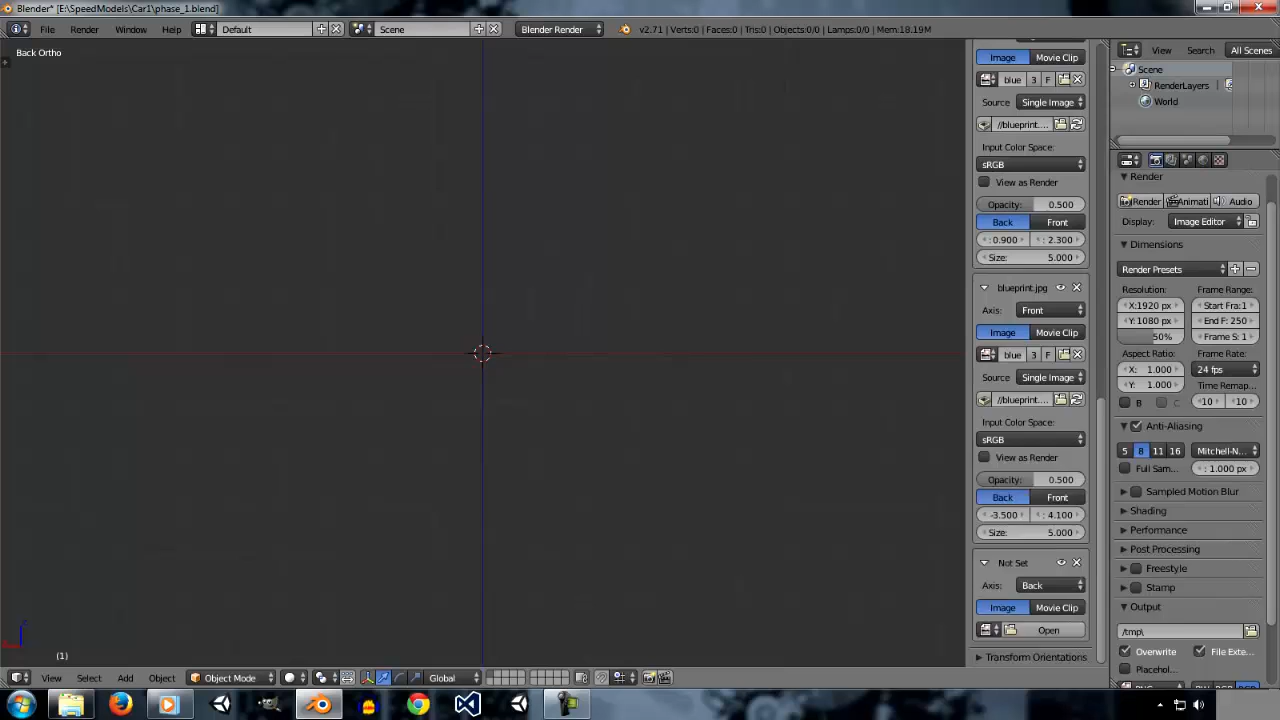 Blender* [E:\SpeedModels\Car1\phase_1.blend]
File Render Window Help Default Scene Blender Render v2.71 | Verts:0 | Faces:0 | Tris:0 | Objects:0/0 | Lamps:0/0 | Mem:18.19M
Back Ortho
(1)
View Select Add Object Object Mode Global
Image Movie Clip
blue 3 F
Source Single Image
//blueprint....
Input Color Space:
sRGB
View as Render
Opacity: 0.500
Back Front
: 0.900 : 2.300
Size: 5.000
blueprint.jpg
Axis: Front
Image Movie Clip
blue 3 F
Source Single Image
//blueprint....
Input Color Space:
sRGB
View as Render
Opacity: 0.500
Back Front
-3.500 : 4.100
Size: 5.000
Not Set
Axis: Back
Image Movie Clip
Open
Transform Orientations
View Search All Scenes
Scene
RenderLayers
World
Render
Render Animati Audio
Display: Image Editor
Dimensions
Render Presets
Resolution: Frame Range:
X:1920 px Start Fra:1
Y: 1080 px End F: 250
50% Frame S: 1
Aspect Ratio: Frame Rate:
X: 1.000 24 fps
Y: 1.000 Time Remap...
B C 10 10
Anti-Aliasing
5 8 11 16 Mitchell-N...
Full Sam... : 1.000 px
Sampled Motion Blur
Shading
Performance
Post Processing
Freestyle
Stamp
Output
/tmp\
Overwrite File Exte...
Placehol...